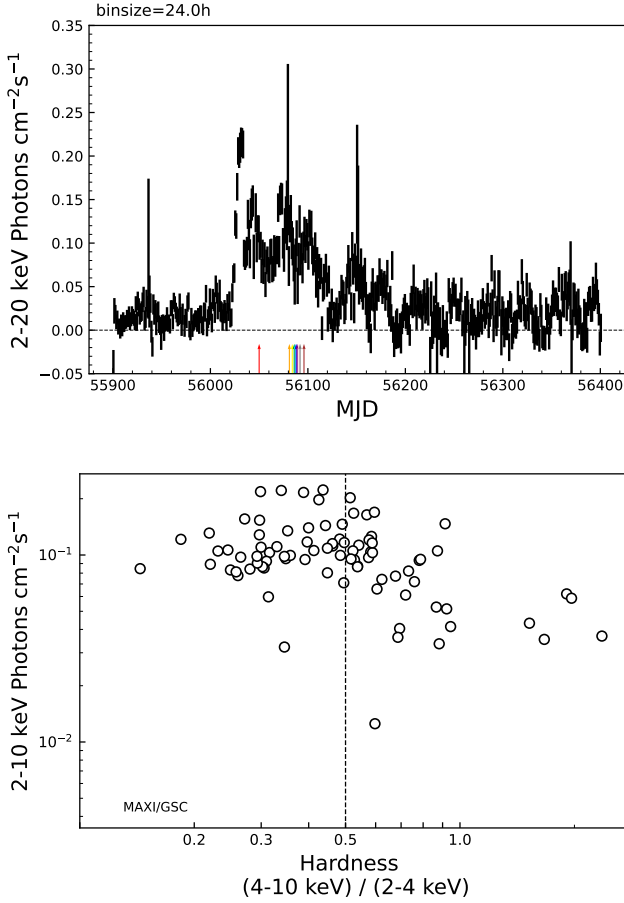 binsize=24.0h
0.35
0.30
0.25
0.20
0.15
0.10
0.05
0.00
−0.05
2-20 keV Photons cm−2s−1
55900 56000 56100 56200 56300 56400
MJD
10−1
10−2
2-10 keV Photons cm−2s−1
MAXI/GSC
0.2 0.3 0.5 1.0
Hardness
(4-10 keV) / (2-4 keV)